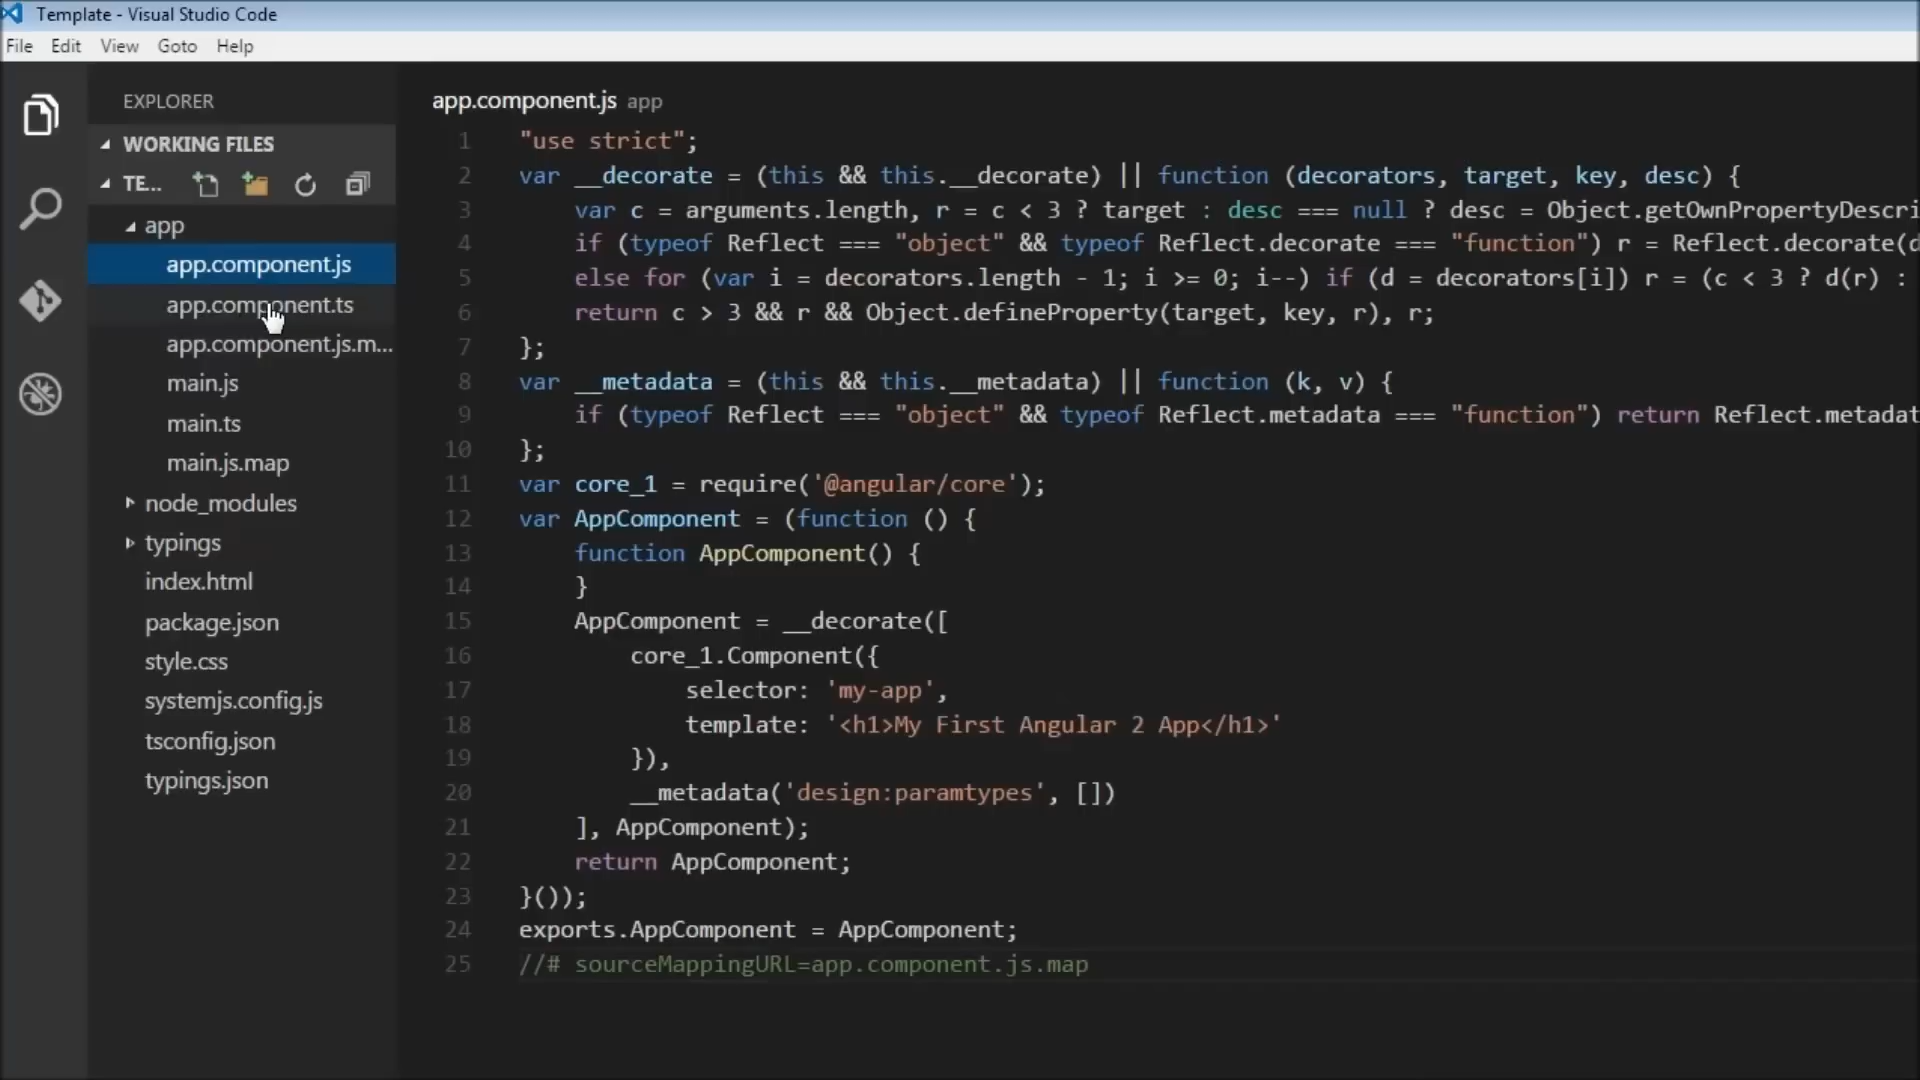 Template - Visual Studio Code
File Edit View Goto Help
EXPLORER
WORKING FILES
TE...
app
app.component.js
app.component.ts
app.component.js.m...
main.js
main.ts
main.js.map
node_modules
typings
index.html
package.json
style.css
systemjs.config.js
tsconfig.json
typings.json
app.component.js app
1 "use strict";
2 var __decorate = (this && this.__decorate) || function (decorators, target, key, desc) {
3 var c = arguments.length, r = c < 3 ? target : desc === null ? desc = Object.getOwnPropertyDescri
4 if (typeof Reflect === "object" && typeof Reflect.decorate === "function") r = Reflect.decorate(d
5 else for (var i = decorators.length - 1; i >= 0; i--) if (d = decorators[i]) r = (c < 3 ? d(r) :
6 return c > 3 && r && Object.defineProperty(target, key, r), r;
7 };
8 var __metadata = (this && this.__metadata) || function (k, v) {
9 if (typeof Reflect === "object" && typeof Reflect.metadata === "function") return Reflect.metadat
10 };
11 var core_1 = require('@angular/core');
12 var AppComponent = (function () {
13 function AppComponent() {
14 }
15 AppComponent = __decorate([
16 core_1.Component({
17 selector: 'my-app',
18 template: '<h1>My First Angular 2 App</h1>'
19 }),
20 __metadata('design:paramtypes', [])
21 ], AppComponent);
22 return AppComponent;
23 }());
24 exports.AppComponent = AppComponent;
25 //# sourceMappingURL=app.component.js.map